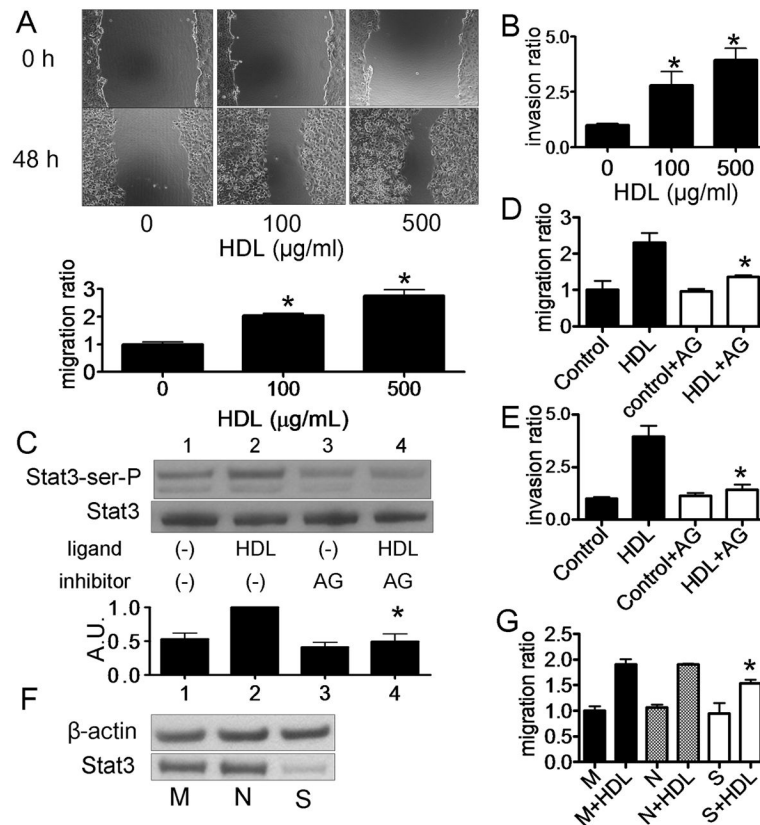 A
0 h
48 h
0 100 500
HDL (µg/ml)
migration ratio
3
2
1
0
* *
0 100 500
HDL (µg/mL)
B
invasion ratio
5.0
2.5
0.0
* *
0 100 500
HDL (µg/ml)
C
1 2 3 4
Stat3-ser-P
Stat3
ligand (-) HDL (-) HDL
inhibitor (-) (-) AG AG
A.U.
1.0
0.5
0.0
*
1 2 3 4
D
migration ratio
3
2
1
0
*
Control HDL control+AG HDL+AG
E
invasion ratio
5.0
2.5
0.0
*
Control HDL Control+AG HDL+AG
F
β-actin
Stat3
M N S
G
migration ratio
2.5
2.0
1.5
1.0
0.5
0.0
*
M M+HDL N N+HDL S S+HDL